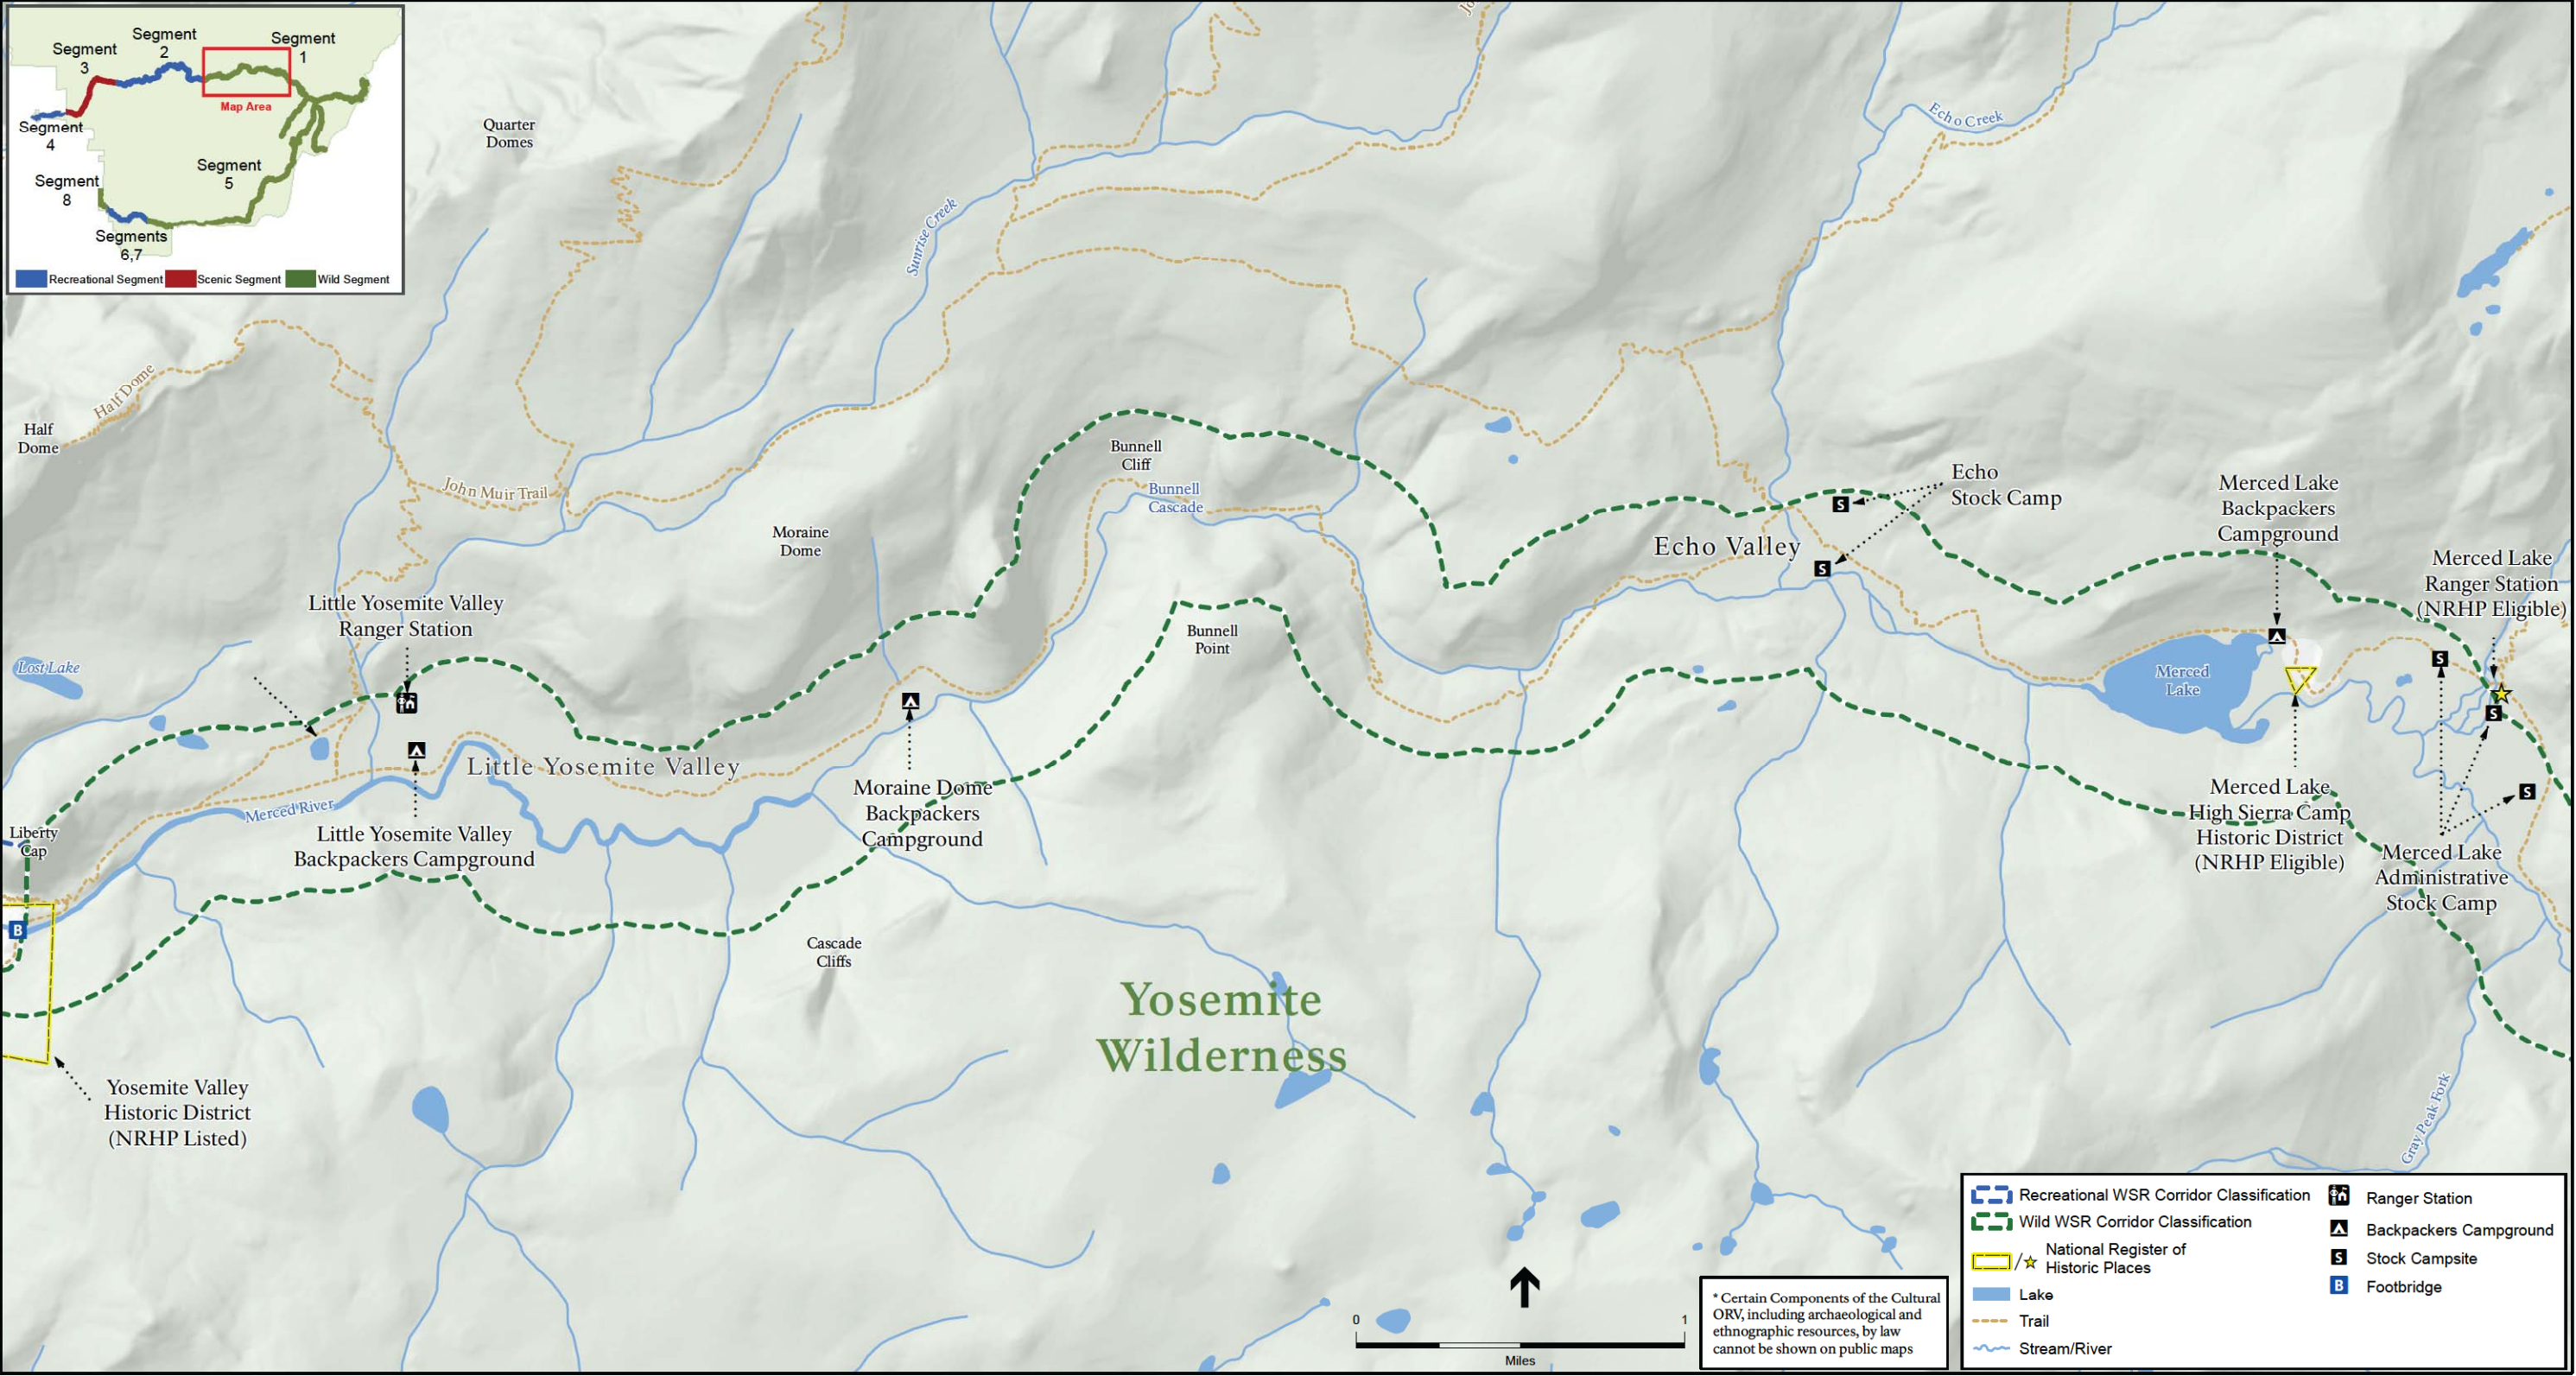 Segment
3
Segment
2
Segment
1
Map Area
Segment
4
Segment
5
Segment
8
Segments
6,7
Recreational Segment
Scenic Segment
Wild Segment
Quarter
Domes
Echo Creek
Sunrise Creek
Half Dome
Half
Dome
John Muir Trail
Bunnell
Cliff
Bunnell
Cascade
Moraine
Dome
Echo Valley
Echo
Stock Camp
Merced Lake
Backpackers
Campground
Merced Lake
Ranger Station
(NRHP Eligible)
Little Yosemite Valley
Ranger Station
Bunnell
Point
Lost Lake
Merced
Lake
Little Yosemite Valley
Merced River
Liberty
Cap
Little Yosemite Valley
Backpackers Campground
Moraine Dome
Backpackers
Campground
Merced Lake
High Sierra Camp
Historic District
(NRHP Eligible)
Merced Lake
Administrative
Stock Camp
S
S
S
S
S
B
Cascade
Cliffs
Yosemite
Wilderness
Yosemite Valley
Historic District
(NRHP Listed)
Gray Peak Fork
0
1
Miles
* Certain Components of the Cultural
ORV, including archaeological and
ethnographic resources, by law
cannot be shown on public maps
Recreational WSR Corridor Classification
Wild WSR Corridor Classification
/
National Register of
Historic Places
Lake
Trail
Stream/River
Ranger Station
Backpackers Campground
S Stock Campsite
B Footbridge